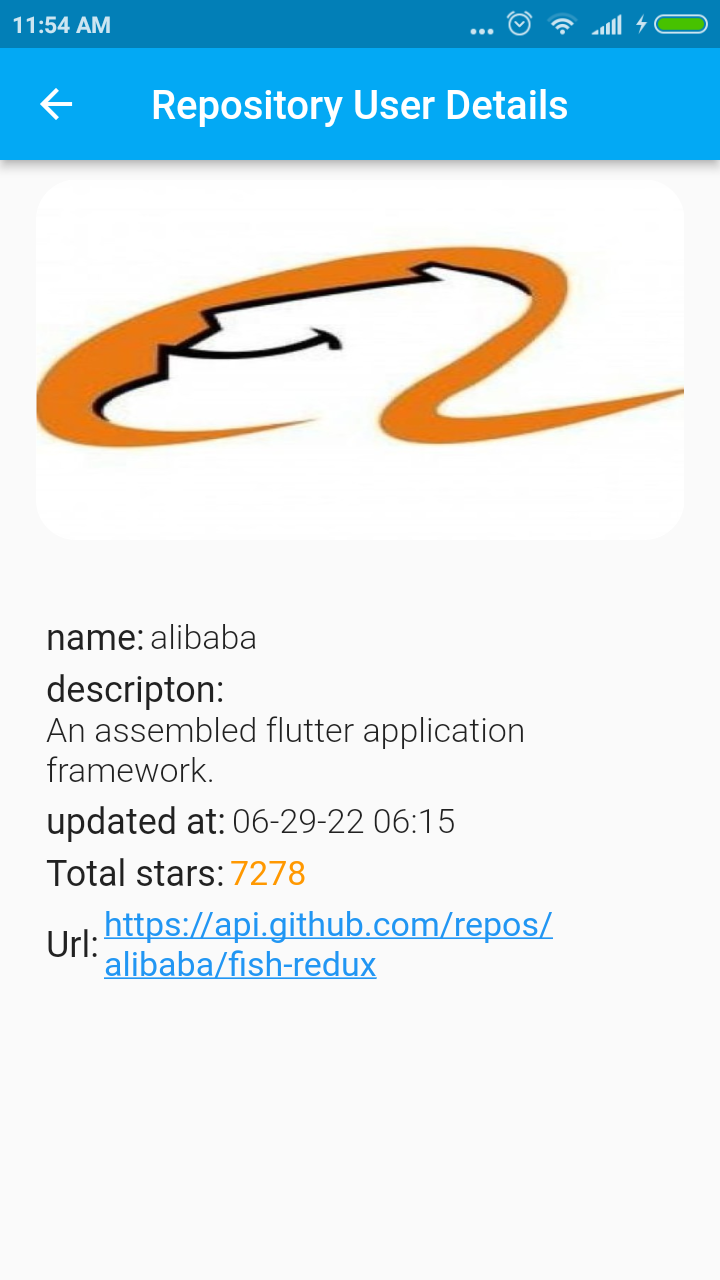 11:54 AM
Repository User Details
name: alibaba
descripton:
An assembled flutter application
framework.
updated at: 06-29-22 06:15
Total stars: 7278
Url: https://api.github.com/repos/
alibaba/fish-redux